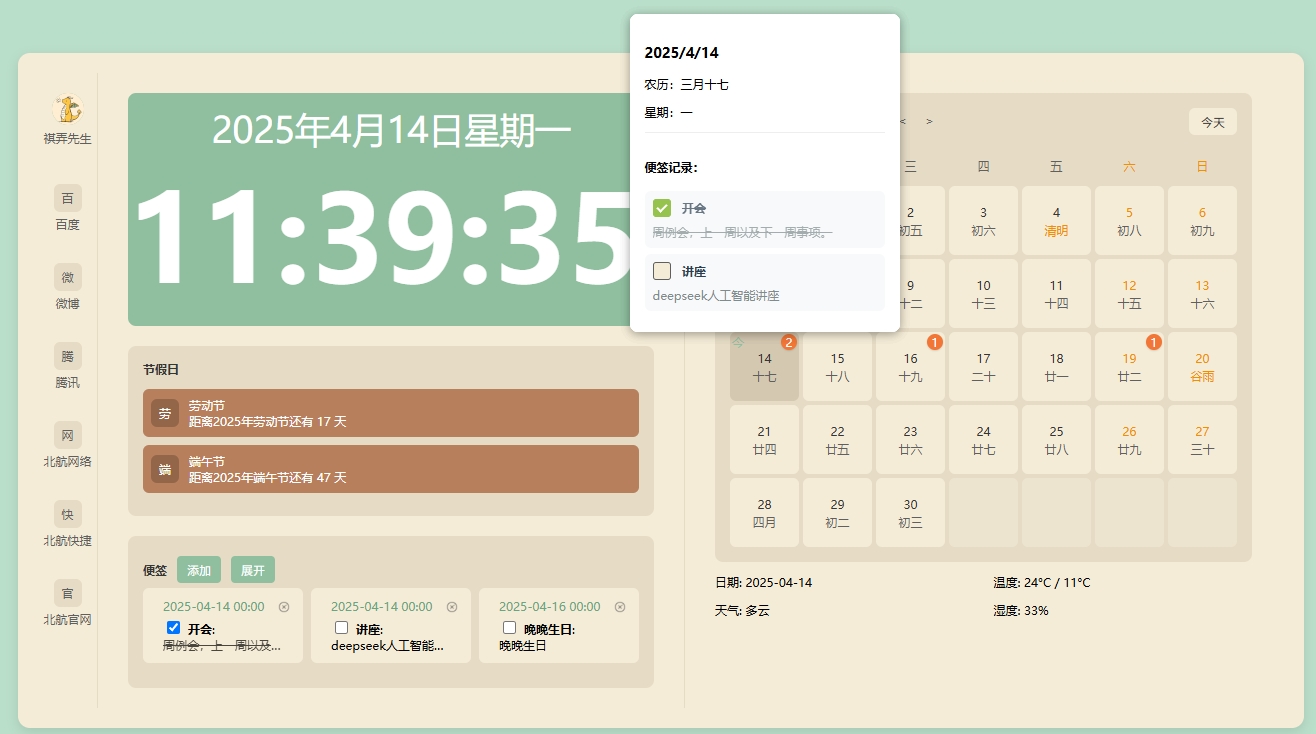 祺弄先生
百
百度
微
微博
腾
腾讯
网
北航网络
快
北航快捷
官
北航官网
2025年4月14日星期一
11:39:35
节假日
劳
劳动节
距离2025年劳动节还有 17 天
端
端午节
距离2025年端午节还有 47 天
便签
添加
展开
2025-04-14 00:00
开会:
周例会，上一周以及...
2025-04-14 00:00
讲座:
deepseek人工智能...
2025-04-16 00:00
晚晚生日:
晚晚生日
2025/4/14
农历：三月十七
星期：一
便签记录：
开会
周例会，上一周以及下一周事项。
讲座
deepseek人工智能讲座
< >
今天
三 四 五 六 日
2 3 4 5 6
初五 初六 清明 初八 初九
9 10 11 12 13
十二 十三 十四 十五 十六
今 2 1 1
14 15 16 17 18 19 20
十七 十八 十九 二十 廿一 廿二 谷雨
21 22 23 24 25 26 27
廿四 廿五 廿六 廿七 廿八 廿九 三十
28 29 30
四月 初二 初三
日期: 2025-04-14
温度: 24°C / 11°C
天气: 多云
湿度: 33%